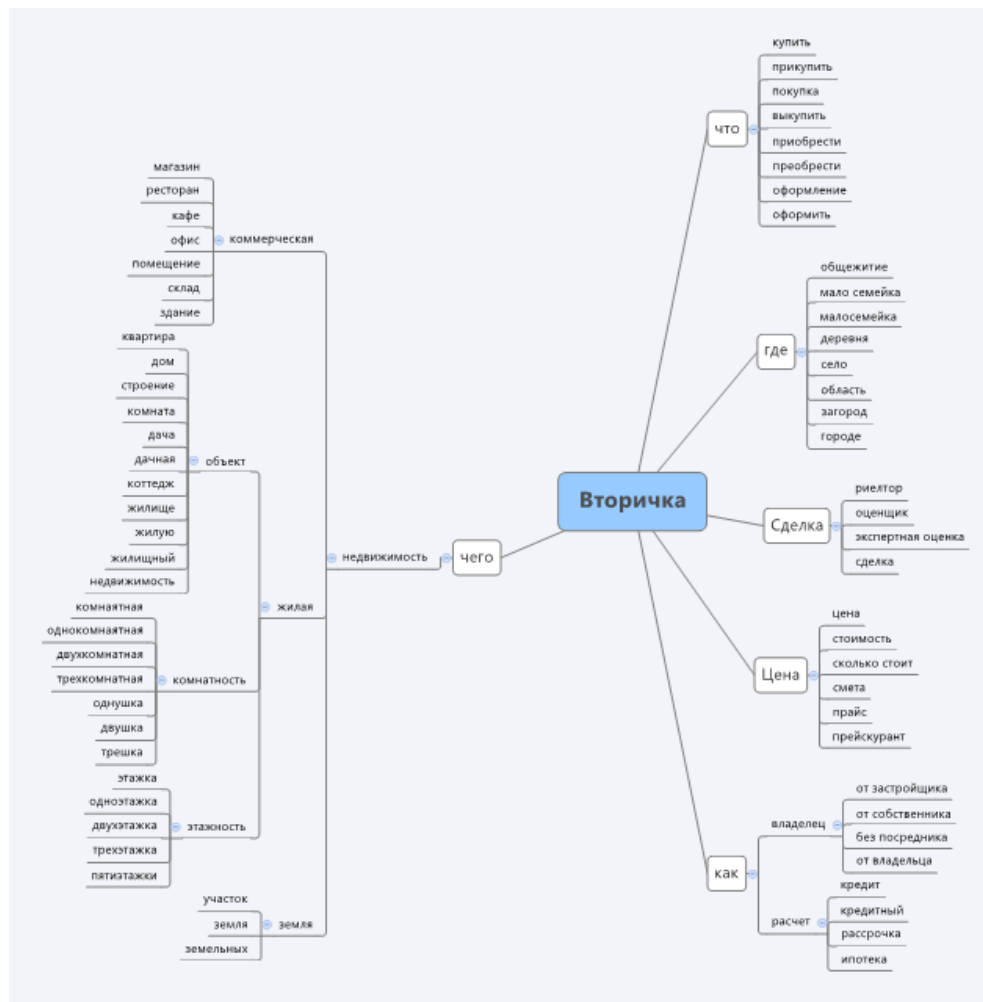 Вторичка
что
купить
прикупить
покупка
выкупить
приобрести
преобрести
оформление
оформить
где
общежитие
мало семейка
малосемейка
деревня
село
область
загород
городе
Сделка
риелтор
оценщик
экспертная оценка
сделка
Цена
цена
стоимость
сколько стоит
смета
прайс
прейскурант
как
владелец
от застройщика
от собственника
без посредника
от владельца
расчет
кредит
кредитный
рассрочка
ипотека
чего
недвижимость
коммерческая
магазин
ресторан
кафе
офис
помещение
склад
здание
жилая
объект
квартира
дом
строение
комната
дача
дачная
коттедж
жилище
жилую
жилищный
недвижимость
комнатность
комнаятная
однокомнаятная
двухкомнатная
трехкомнатная
однушка
двушка
трешка
этажность
этажка
одноэтажка
двухэтажка
трехэтажка
пятиэтажки
земля
участок
земля
земельных